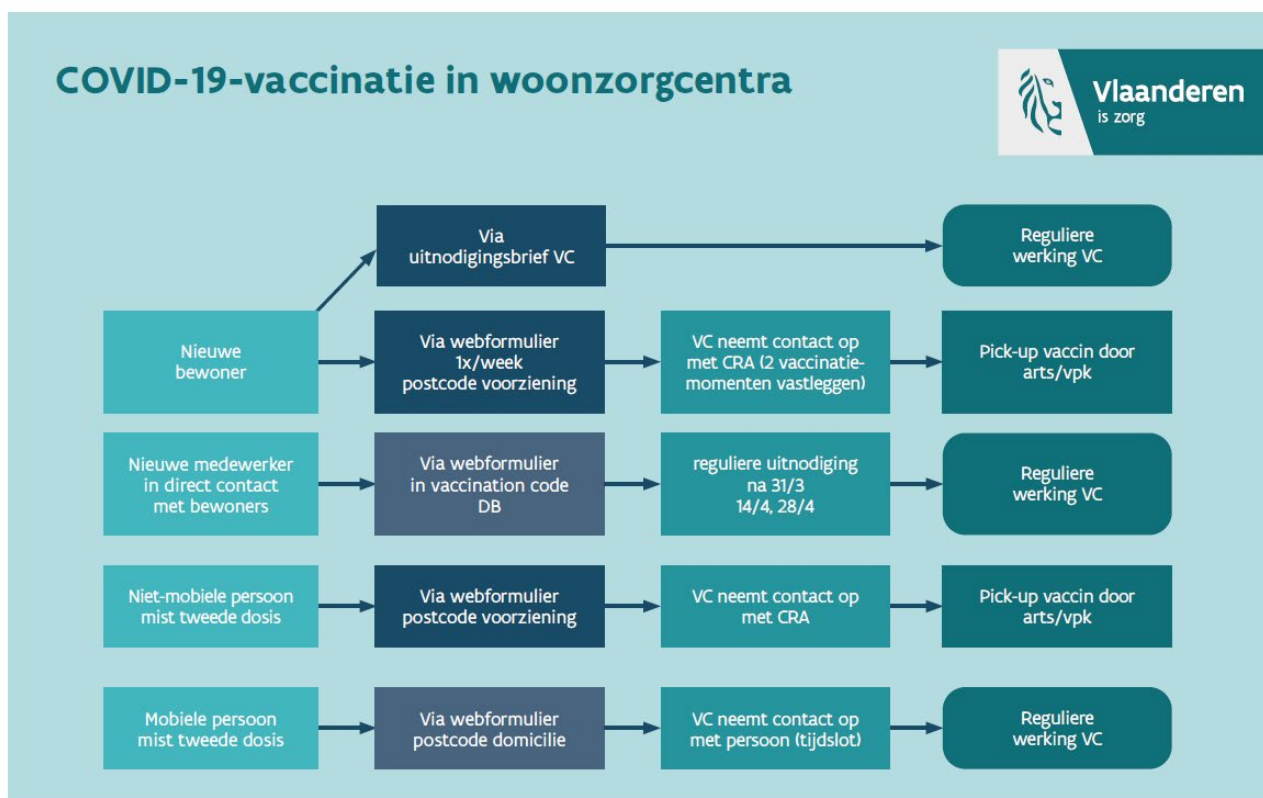 COVID-19-vaccinatie in woonzorgcentra
Vlaanderen
is zorg
Via
uitnodigingsbrief VC
Reguliere
werking VC
Nieuwe
bewoner
Via webformulier
1x/week
postcode voorziening
VC neemt contact op
met CRA (2 vaccinatie-
momenten vastleggen)
Pick-up vaccin door
arts/vpk
Nieuwe medewerker
in direct contact
met bewoners
Via webformulier
in vaccination code
DB
reguliere uitnodiging
na 31/3
14/4, 28/4
Reguliere
werking VC
Niet-mobiele persoon
mist tweede dosis
Via webformulier
postcode voorziening
VC neemt contact op
met CRA
Pick-up vaccin door
arts/vpk
Mobiele persoon
mist tweede dosis
Via webformulier
postcode domicilie
VC neemt contact op
met persoon (tijdslot)
Reguliere
werking VC